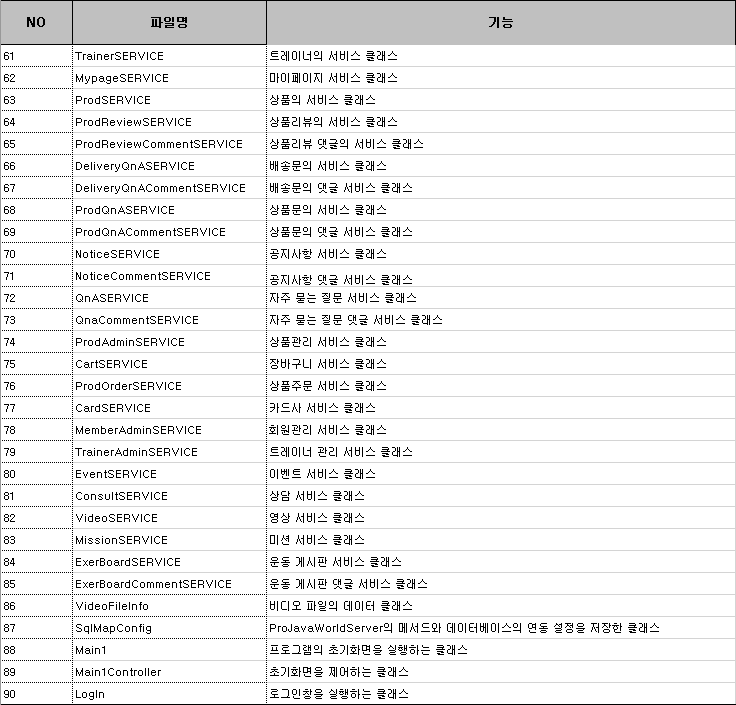 NO 파일명 기능
61 TrainerSERVICE 트레이너의 서비스 클래스
62 MypageSERVICE 마이페이지 서비스 클래스
63 ProdSERVICE 상품의 서비스 클래스
64 ProdReviewSERVICE 상품리뷰의 서비스 클래스
65 ProdReviewCommentSERVICE 상품리뷰 댓글의 서비스 클래스
66 DeliveryQnASERVICE 배송문의 서비스 클래스
67 DeliveryQnACommentSERVICE 배송문의 댓글 서비스 클래스
68 ProdQnASERVICE 상품문의 서비스 클래스
69 ProdQnACommentSERVICE 상품문의 댓글 서비스 클래스
70 NoticeSERVICE 공지사항 서비스 클래스
71 NoticeCommentSERVICE 공지사항 댓글 서비스 클래스
72 QnASERVICE 자주 묻는 질문 서비스 클래스
73 QnaCommentSERVICE 자주 묻는 질문 댓글 서비스 클래스
74 ProdAdminSERVICE 상품관리 서비스 클래스
75 CartSERVICE 장바구니 서비스 클래스
76 ProdOrderSERVICE 상품주문 서비스 클래스
77 CardSERVICE 카드사 서비스 클래스
78 MemberAdminSERVICE 회원관리 서비스 클래스
79 TrainerAdminSERVICE 트레이너 관리 서비스 클래스
80 EventSERVICE 이벤트 서비스 클래스
81 ConsultSERVICE 상담 서비스 클래스
82 VideoSERVICE 영상 서비스 클래스
83 MissionSERVICE 미션 서비스 클래스
84 ExerBoardSERVICE 운동 게시판 서비스 클래스
85 ExerBoardCommentSERVICE 운동 게시판 댓글 서비스 클래스
86 VideoFileInfo 비디오 파일의 데이터 클래스
87 SqlMapConfig ProJavaWorldServer의 메서드와 데이터베이스의 연동 설정을 저장한 클래스
88 Main1 프로그램의 초기화면을 실행하는 클래스
89 Main1Controller 초기화면을 제어하는 클래스
90 LogIn 로그인창을 실행하는 클래스